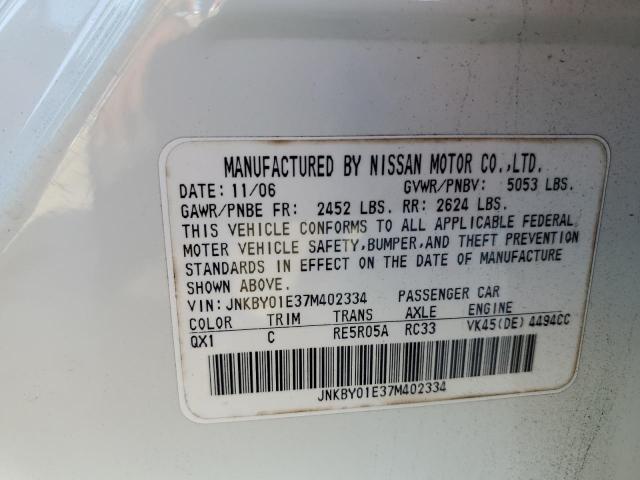 MANUFACTURED BY NISSAN MOTOR CO.,LTD.
DATE: 11/06 GVWR/PNBV: 5053 LBS.
GAWR/PNBE FR: 2452 LBS. RR: 2624 LBS.
THIS VEHICLE CONFORMS TO ALL APPLICABLE FEDERAL
MOTER VEHICLE SAFETY,BUMPER,AND THEFT PREVENTION
STANDARDS IN EFFECT ON THE DATE OF MANUFACTURE
SHOWN ABOVE.
VIN: JNKBY01E37M402334 PASSENGER CAR
COLOR TRIM TRANS AXLE ENGINE
QX1 C RE5R05A RC33 VK45(DE) 4494CC
JNKBY01E37M402334